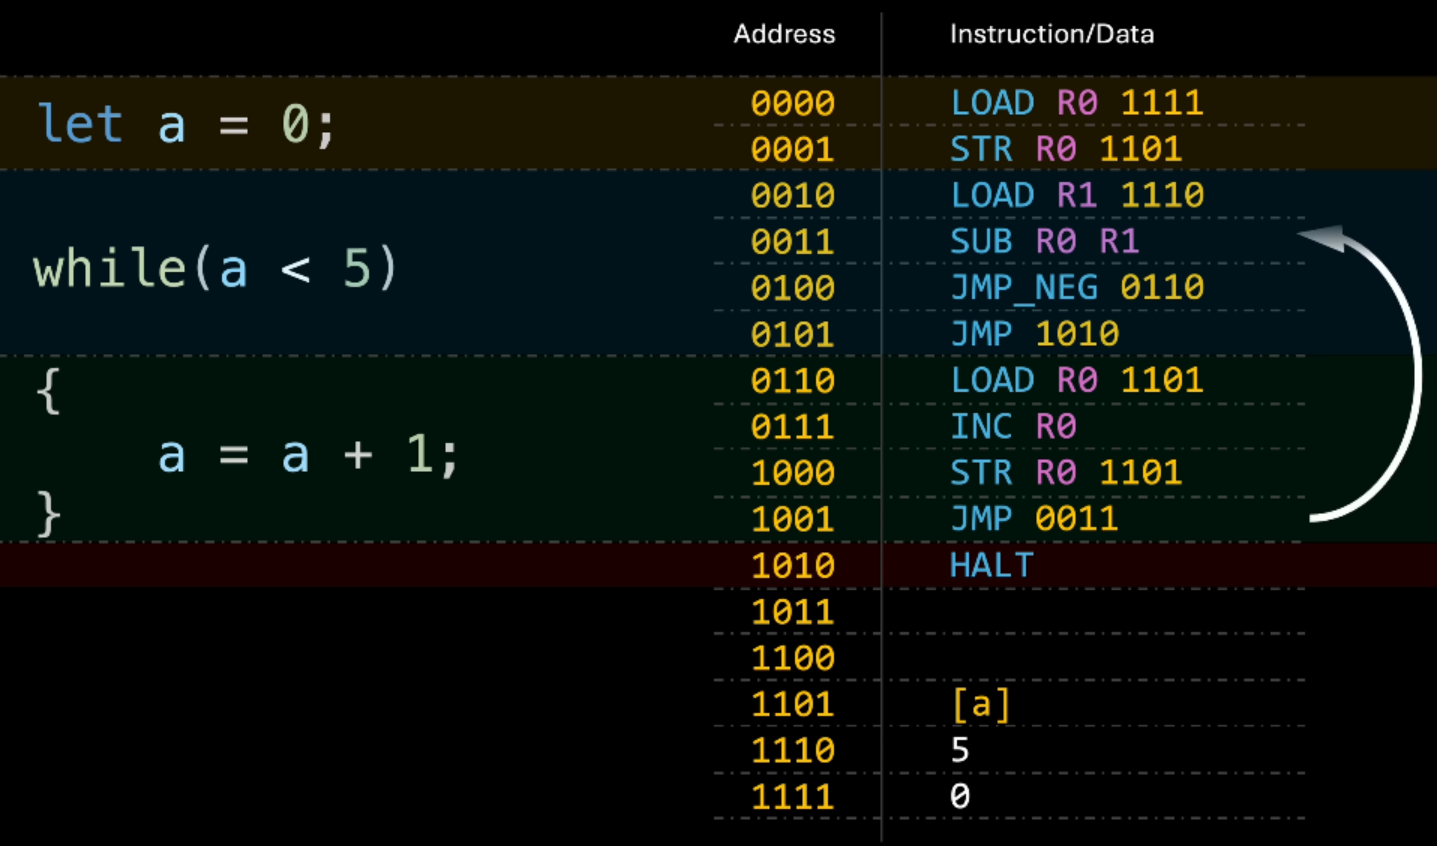 Address Instruction/Data
let a = 0;
while(a < 5)
{
    a = a + 1;
}
0000 LOAD R0 1111
0001 STR R0 1101
0010 LOAD R1 1110
0011 SUB R0 R1
0100 JMP_NEG 0110
0101 JMP 1010
0110 LOAD R0 1101
0111 INC R0
1000 STR R0 1101
1001 JMP 0011
1010 HALT
1011
1100
1101 [a]
1110 5
1111 0